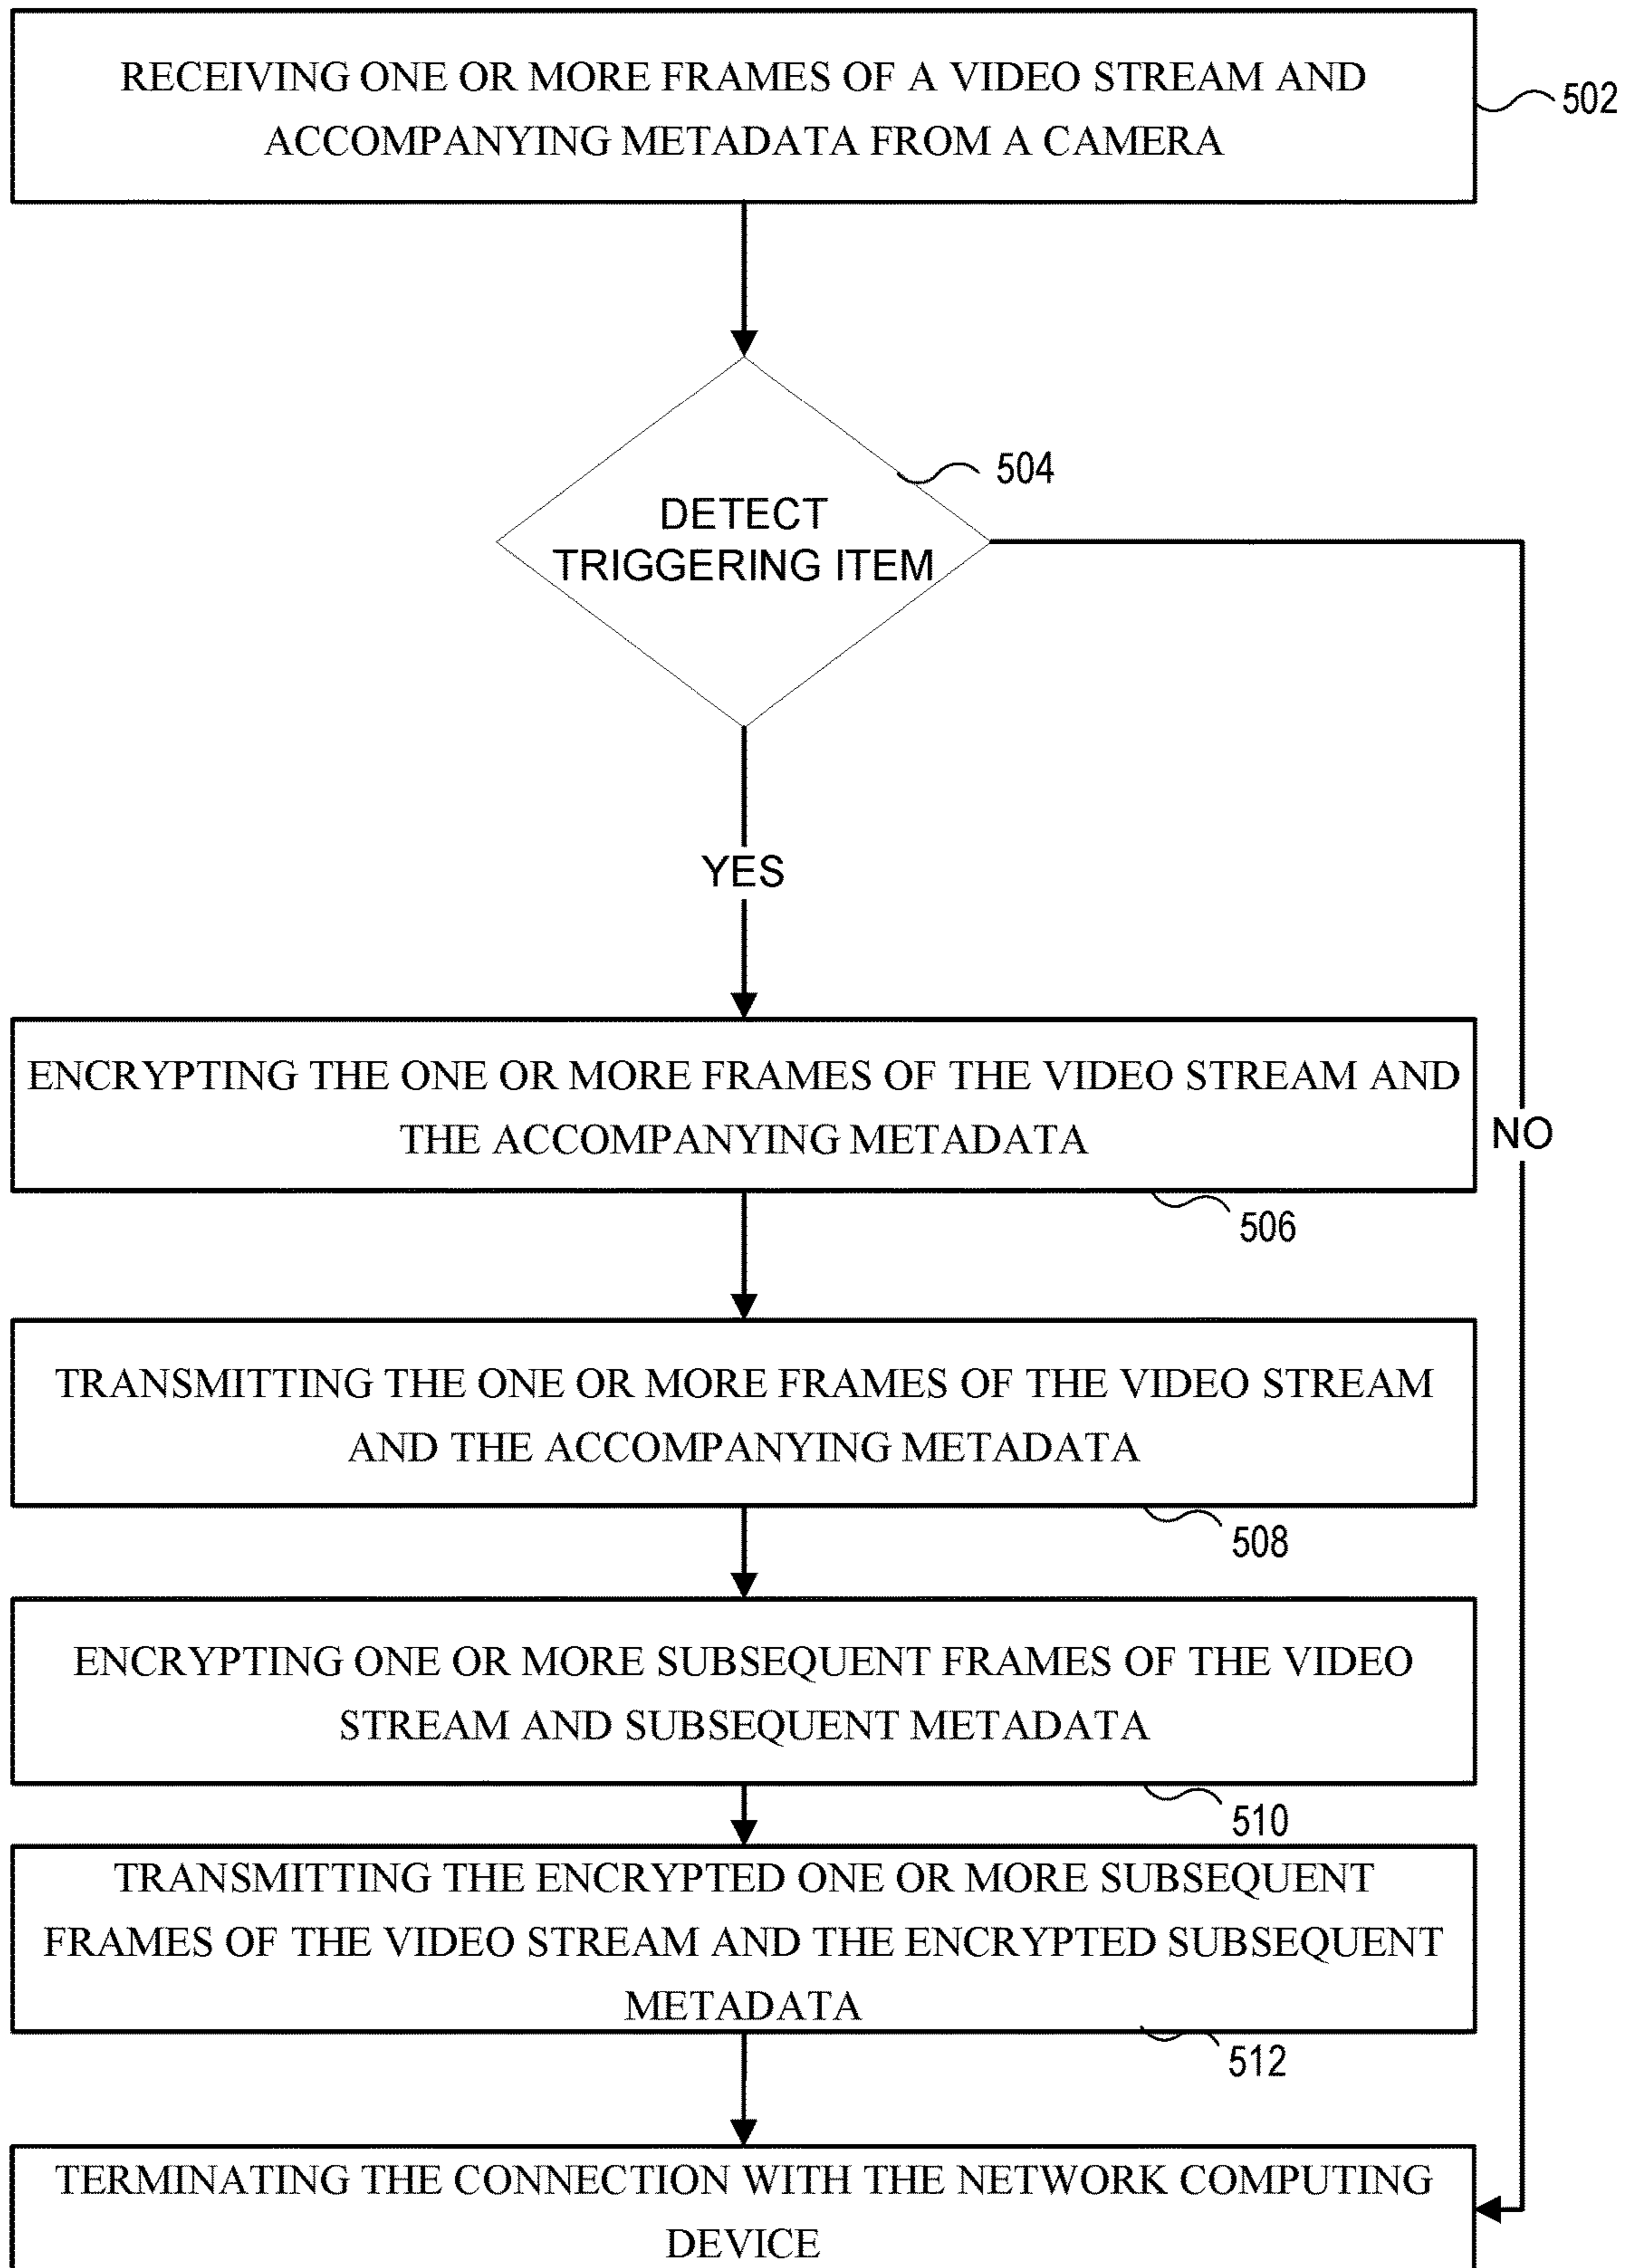 RECEIVING ONE OR MORE FRAMES OF A VIDEO STREAM AND
ACCOMPANYING METADATA FROM A CAMERA
502
504
DETECT
TRIGGERING ITEM
YES
ENCRYPTING THE ONE OR MORE FRAMES OF THE VIDEO STREAM AND
THE ACCOMPANYING METADATA
NO
506
TRANSMITTING THE ONE OR MORE FRAMES OF THE VIDEO STREAM
AND THE ACCOMPANYING METADATA
508
ENCRYPTING ONE OR MORE SUBSEQUENT FRAMES OF THE VIDEO
STREAM AND SUBSEQUENT METADATA
510
TRANSMITTING THE ENCRYPTED ONE OR MORE SUBSEQUENT
FRAMES OF THE VIDEO STREAM AND THE ENCRYPTED SUBSEQUENT
METADATA
512
TERMINATING THE CONNECTION WITH THE NETWORK COMPUTING
DEVICE